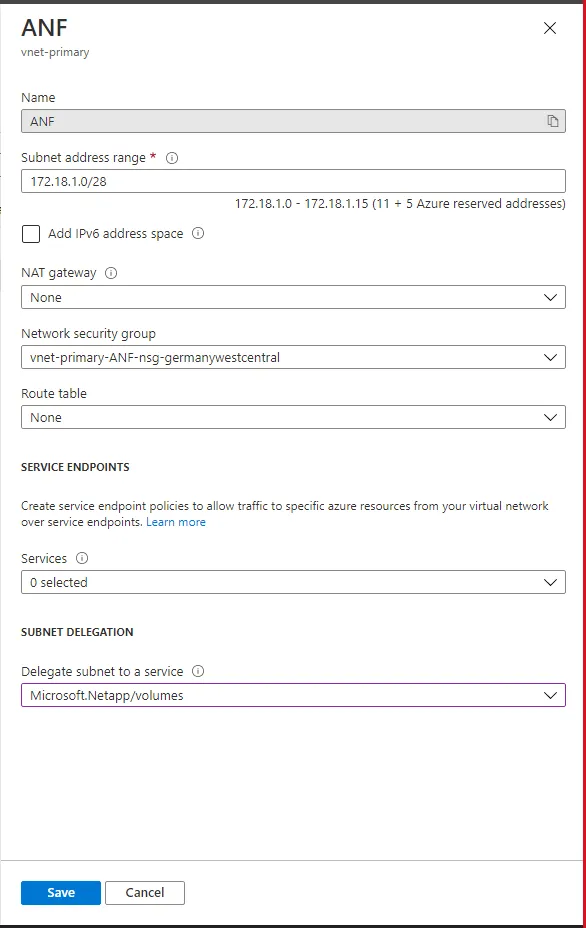 ANF
vnet-primary
Name
ANF
Subnet address range *
172.18.1.0/28
172.18.1.0 - 172.18.1.15 (11 + 5 Azure reserved addresses)
Add IPv6 address space
NAT gateway
None
Network security group
vnet-primary-ANF-nsg-germanywestcentral
Route table
None
SERVICE ENDPOINTS
Create service endpoint policies to allow traffic to specific azure resources from your virtual network
over service endpoints. Learn more
Services
0 selected
SUBNET DELEGATION
Delegate subnet to a service
Microsoft.Netapp/volumes
Save Cancel